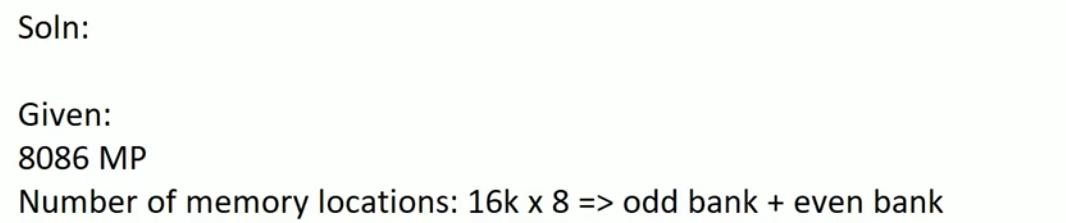 Soln:
Given:
8086 MP
Number of memory locations: 16k x 8 => odd bank + even bank